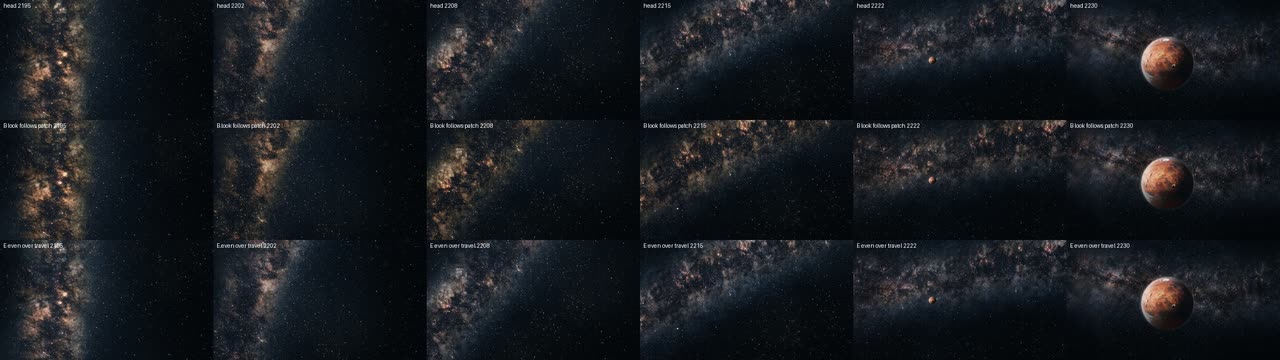 head 2195
head 2202
head 2208
head 2215
head 2222
head 2230
B look follows patch 2195
B look follows patch 2202
B look follows patch 2208
B look follows patch 2215
B look follows patch 2222
B look follows patch 2230
E even over travel 2195
E even over travel 2202
E even over travel 2208
E even over travel 2215
E even over travel 2222
E even over travel 2230